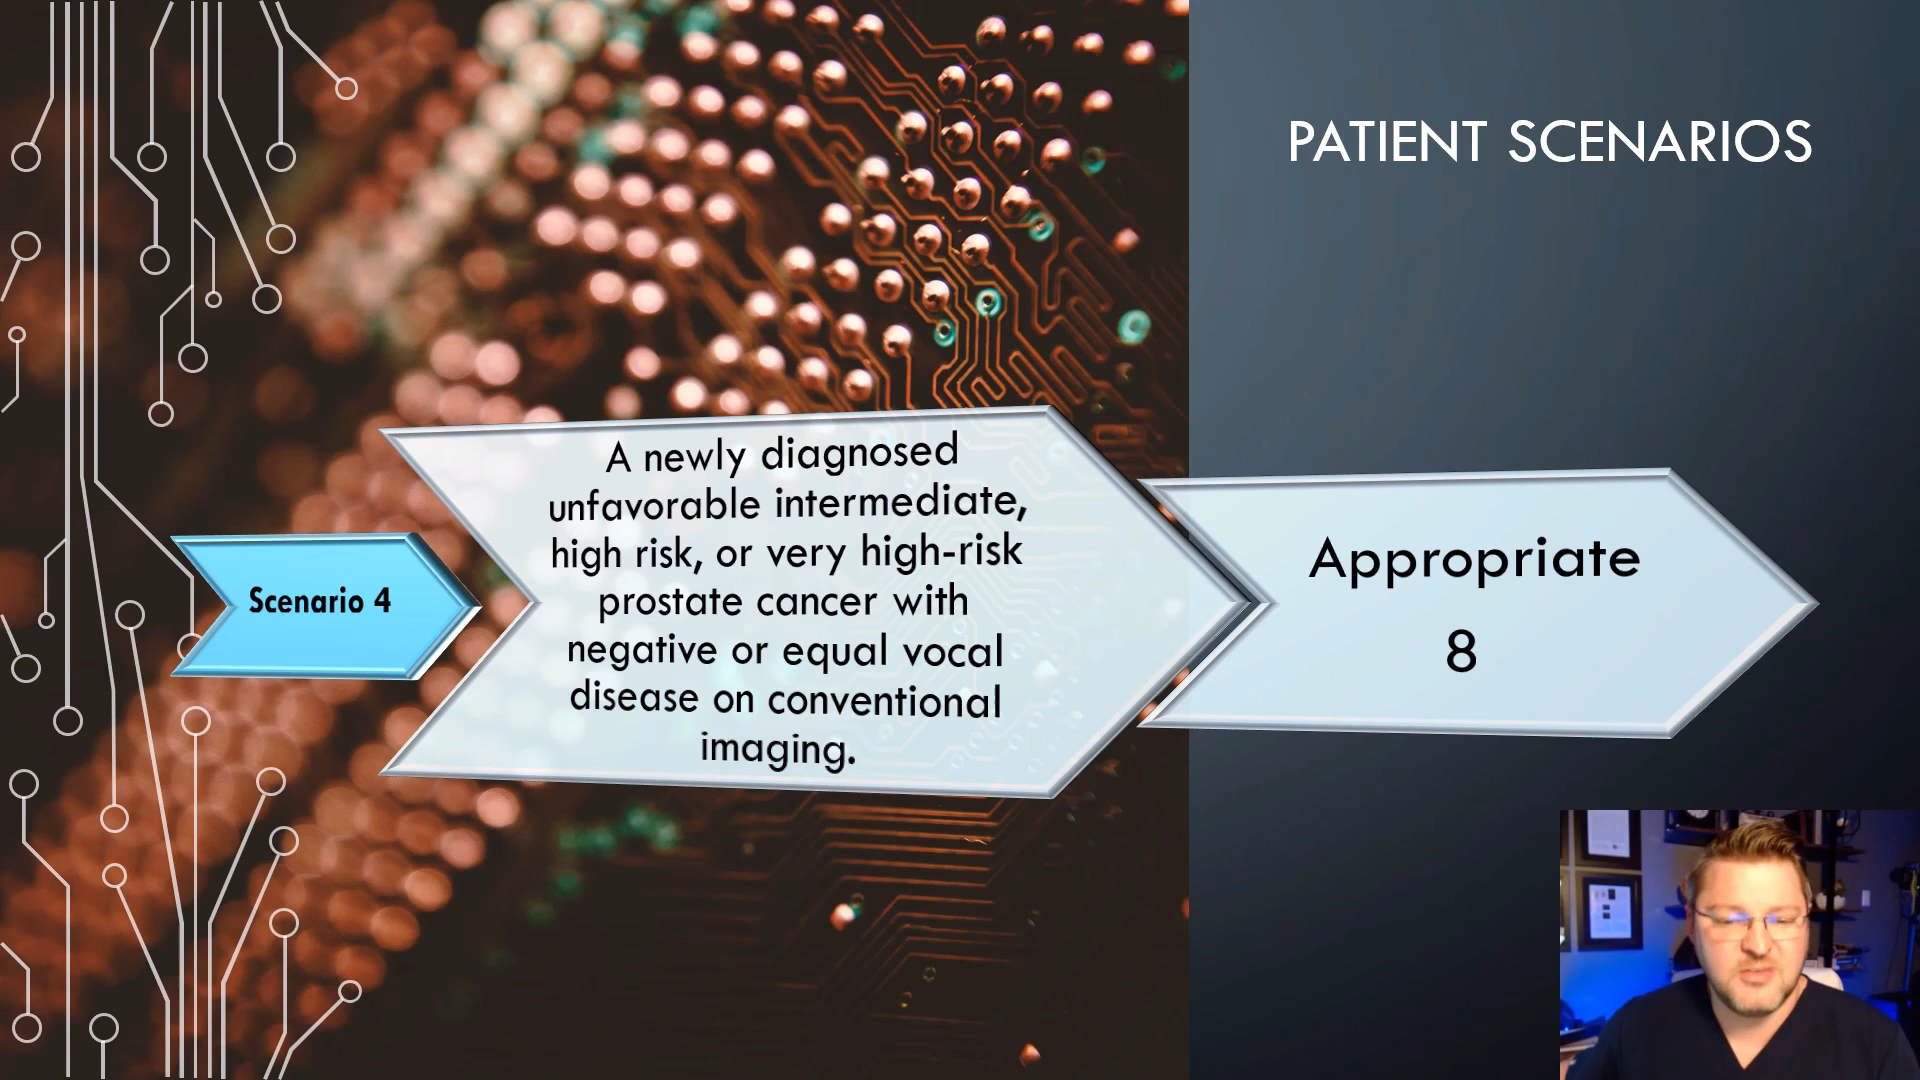 PATIENT SCENARIOS
Scenario 4
A newly diagnosed
unfavorable intermediate,
high risk, or very high-risk
prostate cancer with
negative or equal vocal
disease on conventional
imaging.
Appropriate
8